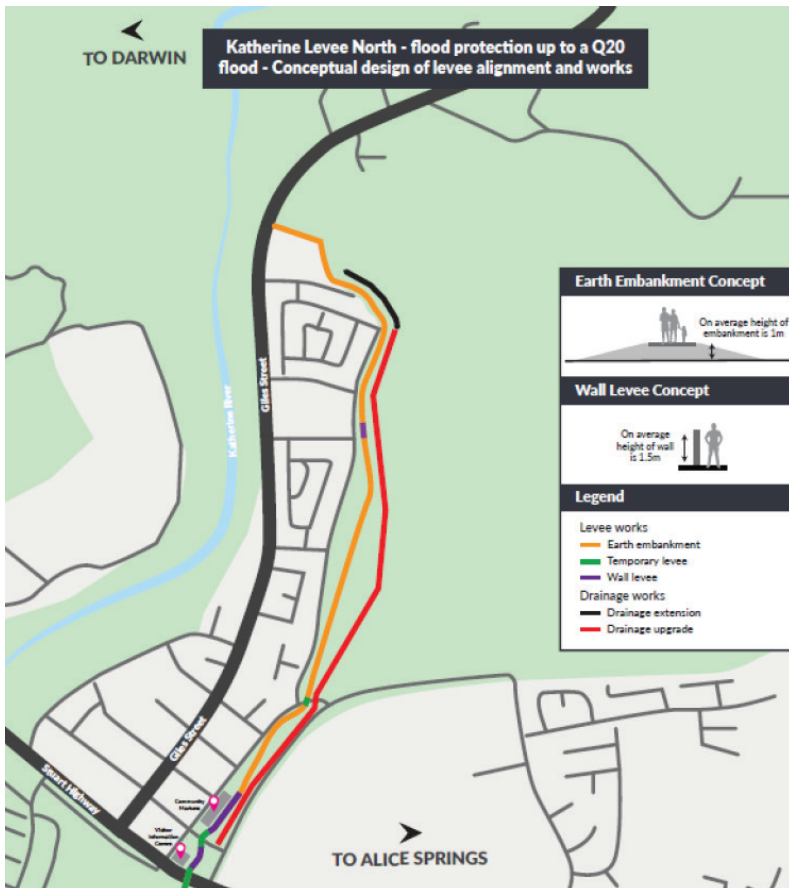 TO DARWIN
Katherine Levee North - flood protection up to a Q20
flood - Conceptual design of levee alignment and works
Earth Embankment Concept
On average height of
embankment is 1m
Wall Levee Concept
On average
height of wall
is 1.5m
Legend
Levee works
Earth embankment
Temporary levee
Wall levee
Drainage works
Drainage extension
Drainage upgrade
Giles Street
Katherine River
Giles Street
Stuart Highway
Community
Markets
Visitor
Information
Centre
TO ALICE SPRINGS